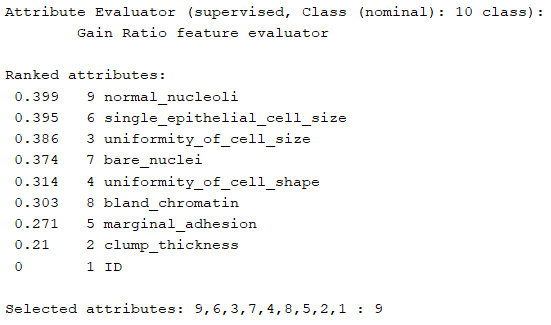 Attribute Evaluator (supervised, Class (nominal): 10 class):
Gain Ratio feature evaluator
Ranked attributes:
0.399 9 normal_nucleoli
0.395 6 single_epithelial_cell_size
0.386 3 uniformity_of_cell_size
0.374 7 bare_nuclei
0.314 4 uniformity_of_cell_shape
0.303 8 bland_chromatin
0.271 5 marginal_adhesion
0.21 2 clump_thickness
0 1 ID
Selected attributes: 9,6,3,7,4,8,5,2,1 : 9